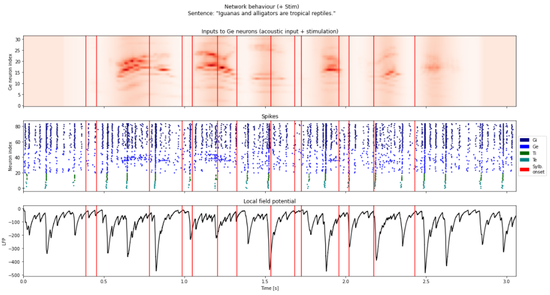 Network behaviour (+ Stim)
Sentence: "Iguanas and alligators are tropical reptiles."
Inputs to Ge neurons (acoustic input + stimulation)
Ge neuron index
30
20
10
0
Spikes
Neuron index
80
60
40
20
0
Gi
Ge
Ti
Te
Syllb
onset
Local field potential
LFP
0
−100
−200
−300
−400
−500
0.0 0.5 1.0 1.5 2.0 2.5 3.0
Time [s]